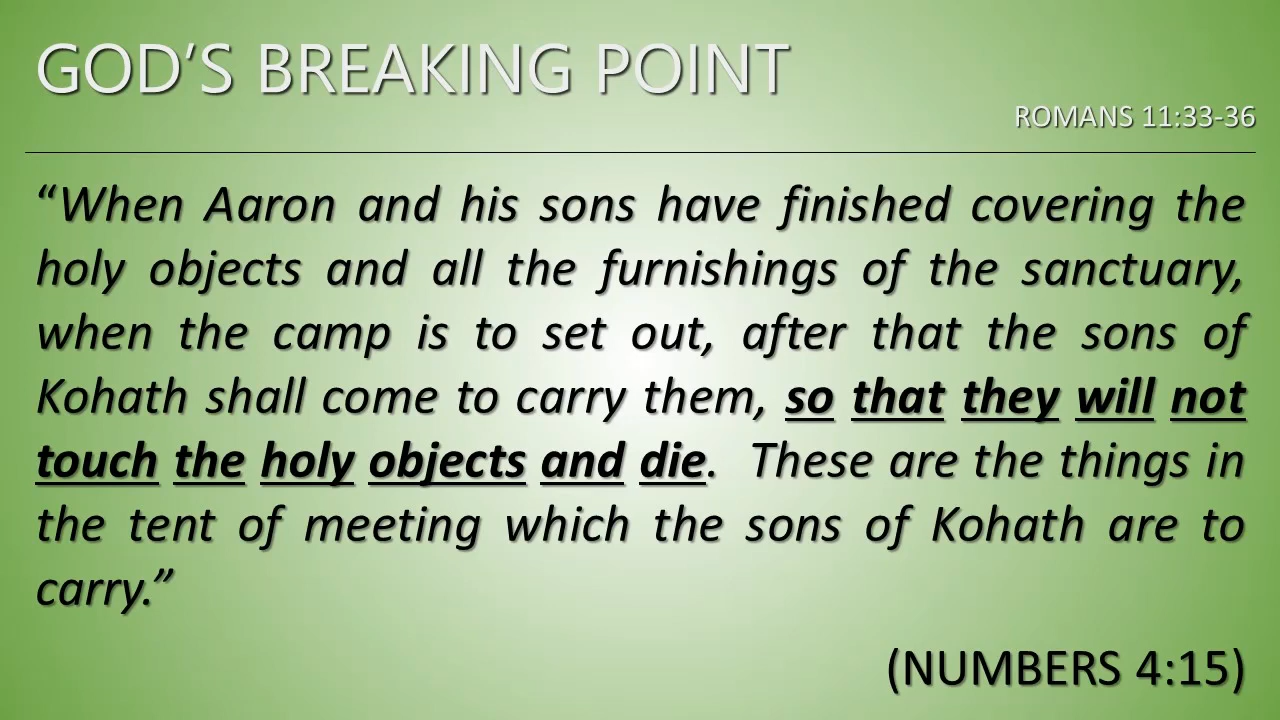 GOD’S BREAKING POINT
ROMANS 11:33-36
“When Aaron and his sons have finished covering the
holy objects and all the furnishings of the sanctuary,
when the camp is to set out, after that the sons of
Kohath shall come to carry them, so that they will not
touch the holy objects and die.  These are the things in
the tent of meeting which the sons of Kohath are to
carry.”
(NUMBERS 4:15)